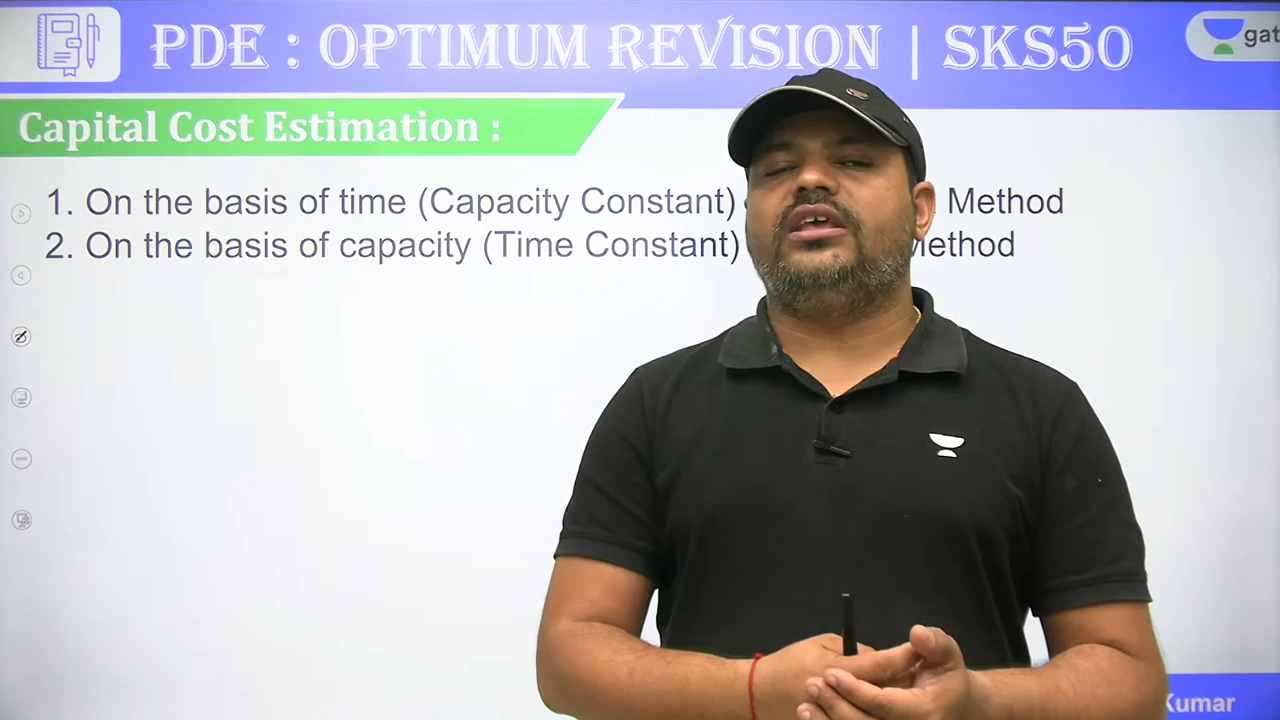 PDE : OPTIMUM REVISION | SKS50
Capital Cost Estimation :
1. On the basis of time (Capacity Constant) Method
2. On the basis of capacity (Time Constant) Method
Kumar